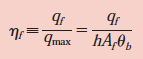 η_f ≡ q_f / q_max = q_f / (hA_fθ_b)